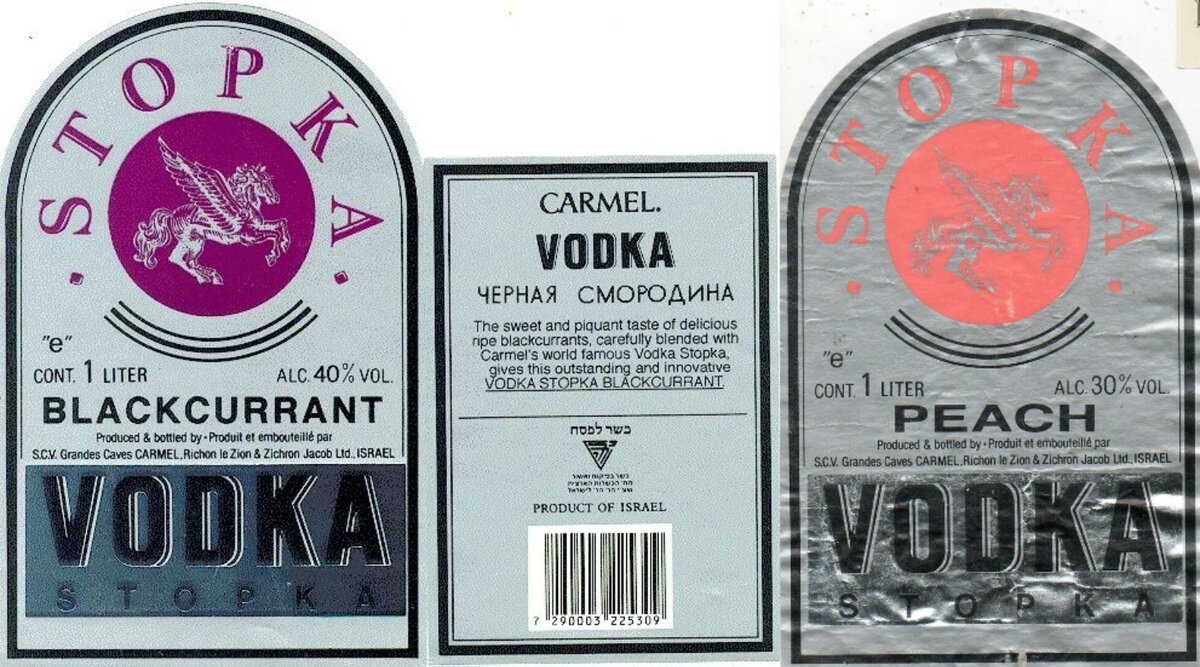 STOPKA
"e"
CONT. 1 LITER ALC. 40% VOL.
BLACKCURRANT
Produced & bottled by • Produit et embouteillé par
S.C.V. Grandes Caves CARMEL, Richon le Zion & Zichron Jacob Ltd., ISRAEL
VODKA
STOPKA
CARMEL.
VODKA
ЧЕРНАЯ СМОРОДИНА
The sweet and piquant taste of delicious
ripe blackcurrants, carefully blended with
Carmel's world famous Vodka Stopka,
gives this outstanding and innovative
VODKA STOPKA BLACKCURRANT.
כשר לפסח
PRODUCT OF ISRAEL
7 290003 225309
STOPKA
"e"
CONT. 1 LITER ALC. 30% VOL.
PEACH
Produced & bottled by • Produit et embouteillé par
S.C.V. Grandes Caves CARMEL, Richon le Zion & Zichron Jacob Ltd., ISRAEL
VODKA
STOPKA